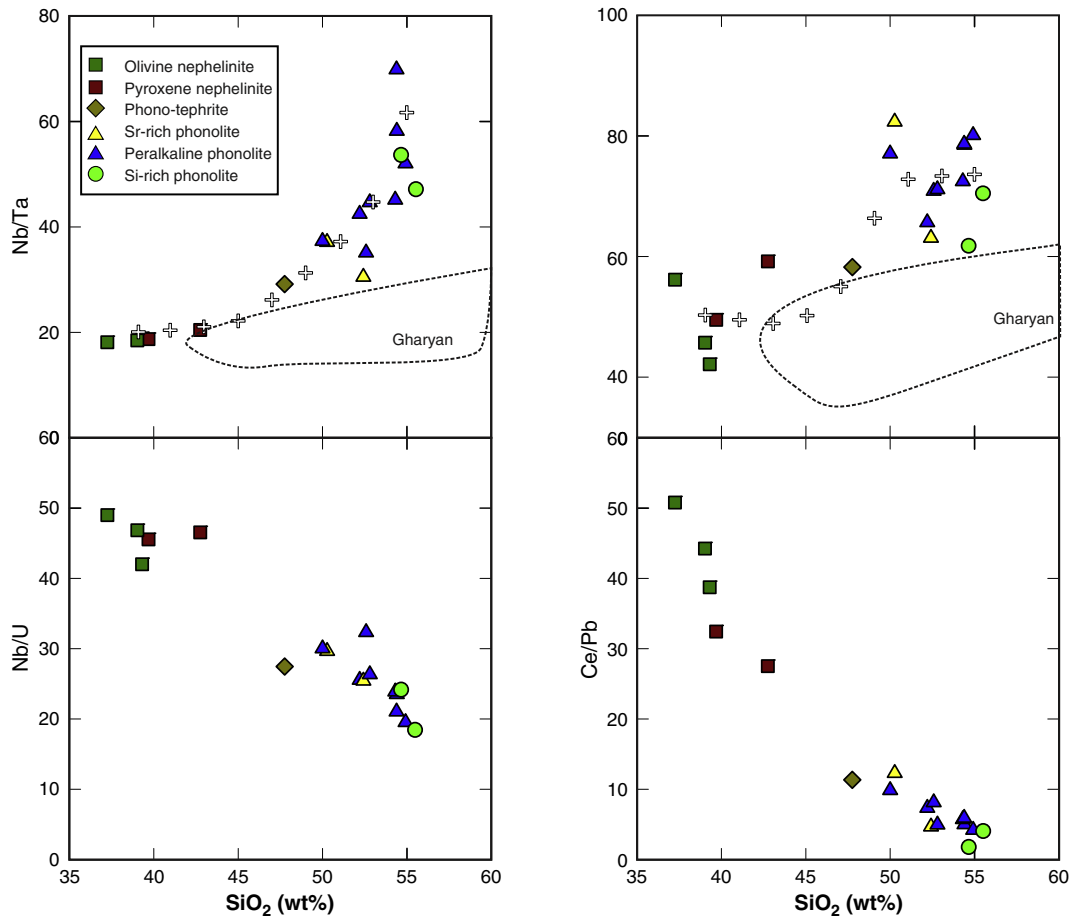 80
60
40
20
60
Nb/Ta
Olivine nephelinite
Pyroxene nephelinite
Phono-tephrite
Sr-rich phonolite
Peralkaline phonolite
Si-rich phonolite
Gharyan
100
80
60
40
60
Gharyan
50
40
30
20
10
0
Nb/U
35
40
45
50
55
60
SiO2 (wt%)
50
40
30
20
10
0
Ce/Pb
35
40
45
50
55
60
SiO2 (wt%)